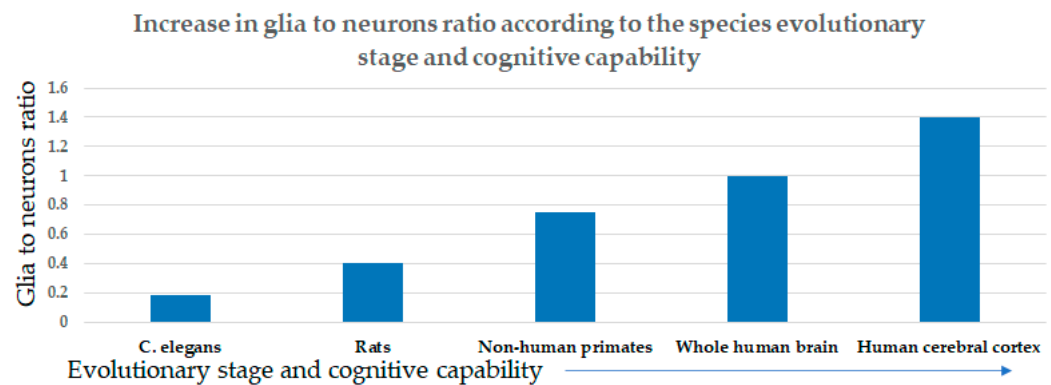 Increase in glia to neurons ratio according to the species evolutionary
stage and cognitive capability
Glia to neurons ratio
1.6
1.4
1.2
1
0.8
0.6
0.4
0.2
0
C. elegans
Rats
Non-human primates
Whole human brain
Human cerebral cortex
Evolutionary stage and cognitive capability